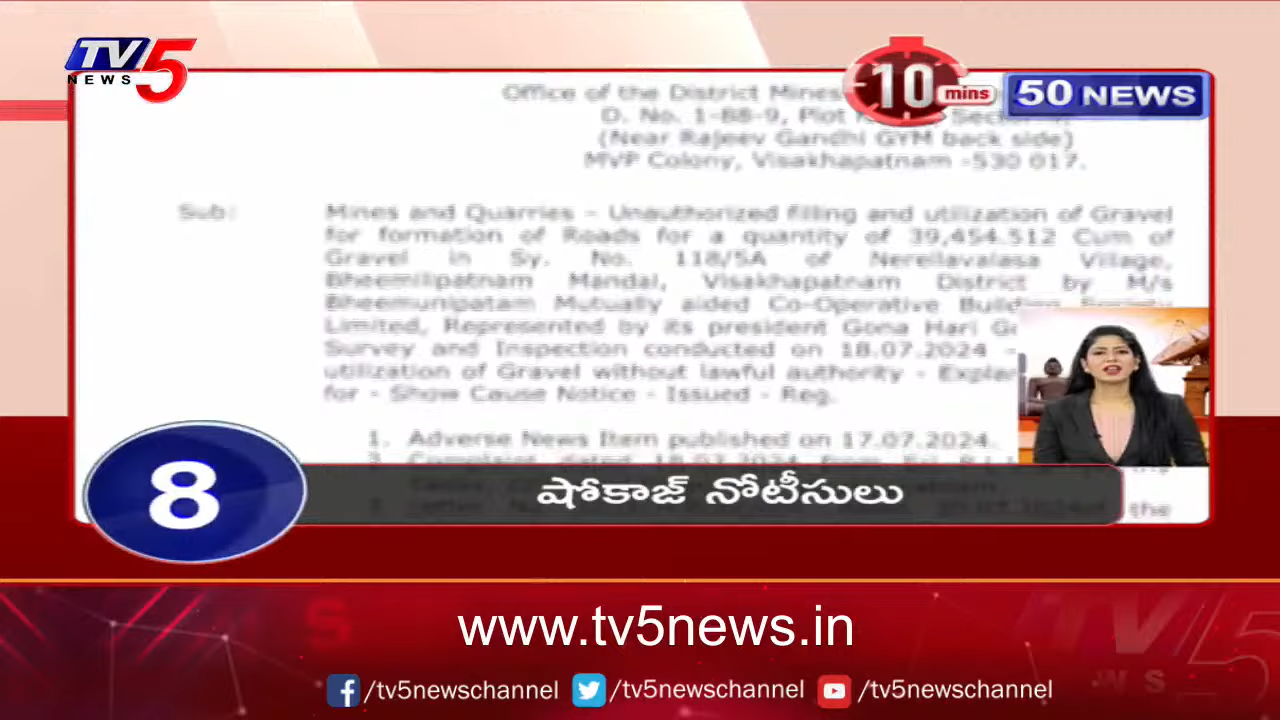 TV5
NEWS
10 mins
50 NEWS
Office of the District Mines
D. No. 1-88-9, Plot
(Near Rajeev Gandhi GYM back side)
MVP Colony, Visakhapatnam -530 017.
Sub:
Mines and Quarries – Unauthorized filling and utilization of Gravel
for formation of Roads for a quantity of 39,454.512 Cum of
Gravel in Sy. No. 118/5A of Nerellavalasa Village,
Bheemilipatnam Mandal, Visakhapatnam District by M/s
Bheemunipatam Mutually aided Co-Operative Building Society
Limited, Represented by its president Gona Hari
Survey and Inspection conducted on 18.07.2024 –
utilization of Gravel without lawful authority -
for - Show Cause Notice - Issued - Reg.
1. Adverse News Item published on 17.07.2024.
the
8
షోకాజ్ నోటీసులు
www.tv5news.in
/tv5newschannel /tv5newschannel /tv5newschannel